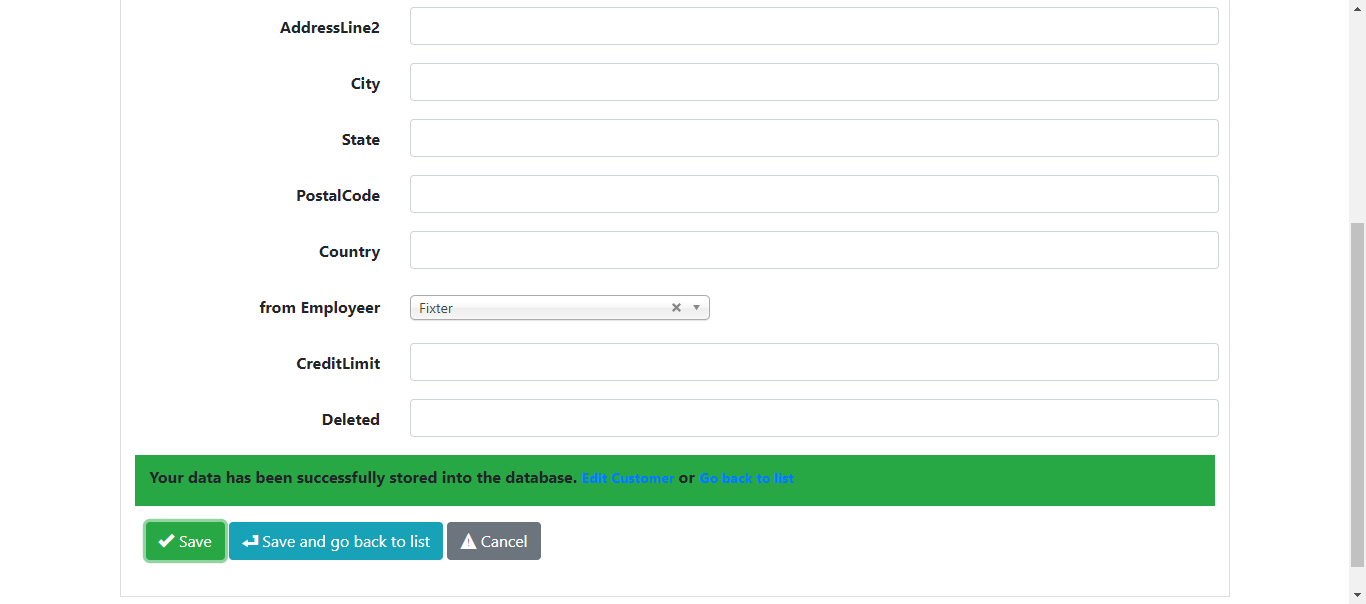 AddressLine2
City
State
PostalCode
Country
from Employeer
Fixter
CreditLimit
Deleted
Your data has been successfully stored into the database. Edit Customer or Go back to list
Save
Save and go back to list
Cancel